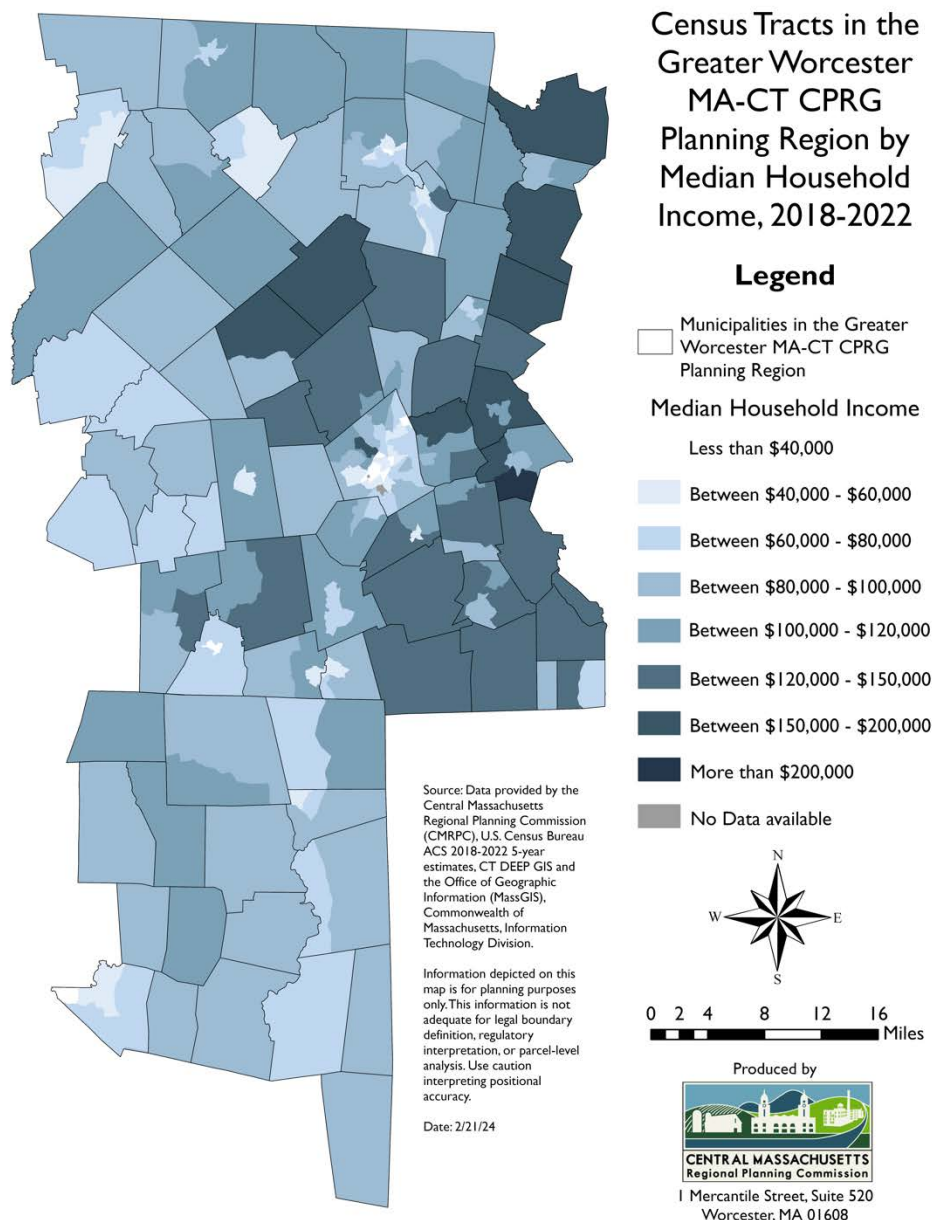 Census Tracts in the
Greater Worcester
MA-CT CPRG
Planning Region by
Median Household
Income, 2018-2022
Legend
Municipalities in the Greater
Worcester MA-CT CPRG
Planning Region
Median Household Income
Less than $40,000
Between $40,000 - $60,000
Between $60,000 - $80,000
Between $80,000 - $100,000
Between $100,000 - $120,000
Between $120,000 - $150,000
Between $150,000 - $200,000
More than $200,000
No Data available
Source: Data provided by the
Central Massachusetts
Regional Planning Commission
(CMRPC), U.S. Census Bureau
ACS 2018-2022 5-year
estimates, CT DEEP GIS and
the Office of Geographic
Information (MassGIS),
Commonwealth of
Massachusetts, Information
Technology Division.
Information depicted on this
map is for planning purposes
only. This information is not
adequate for legal boundary
definition, regulatory
interpretation, or parcel-level
analysis. Use caution
interpreting positional
accuracy.
Date: 2/21/24
N
W E
S
0 2 4 8 12 16
Miles
Produced by
CENTRAL MASSACHUSETTS
Regional Planning Commission
1 Mercantile Street, Suite 520
Worcester, MA 01608